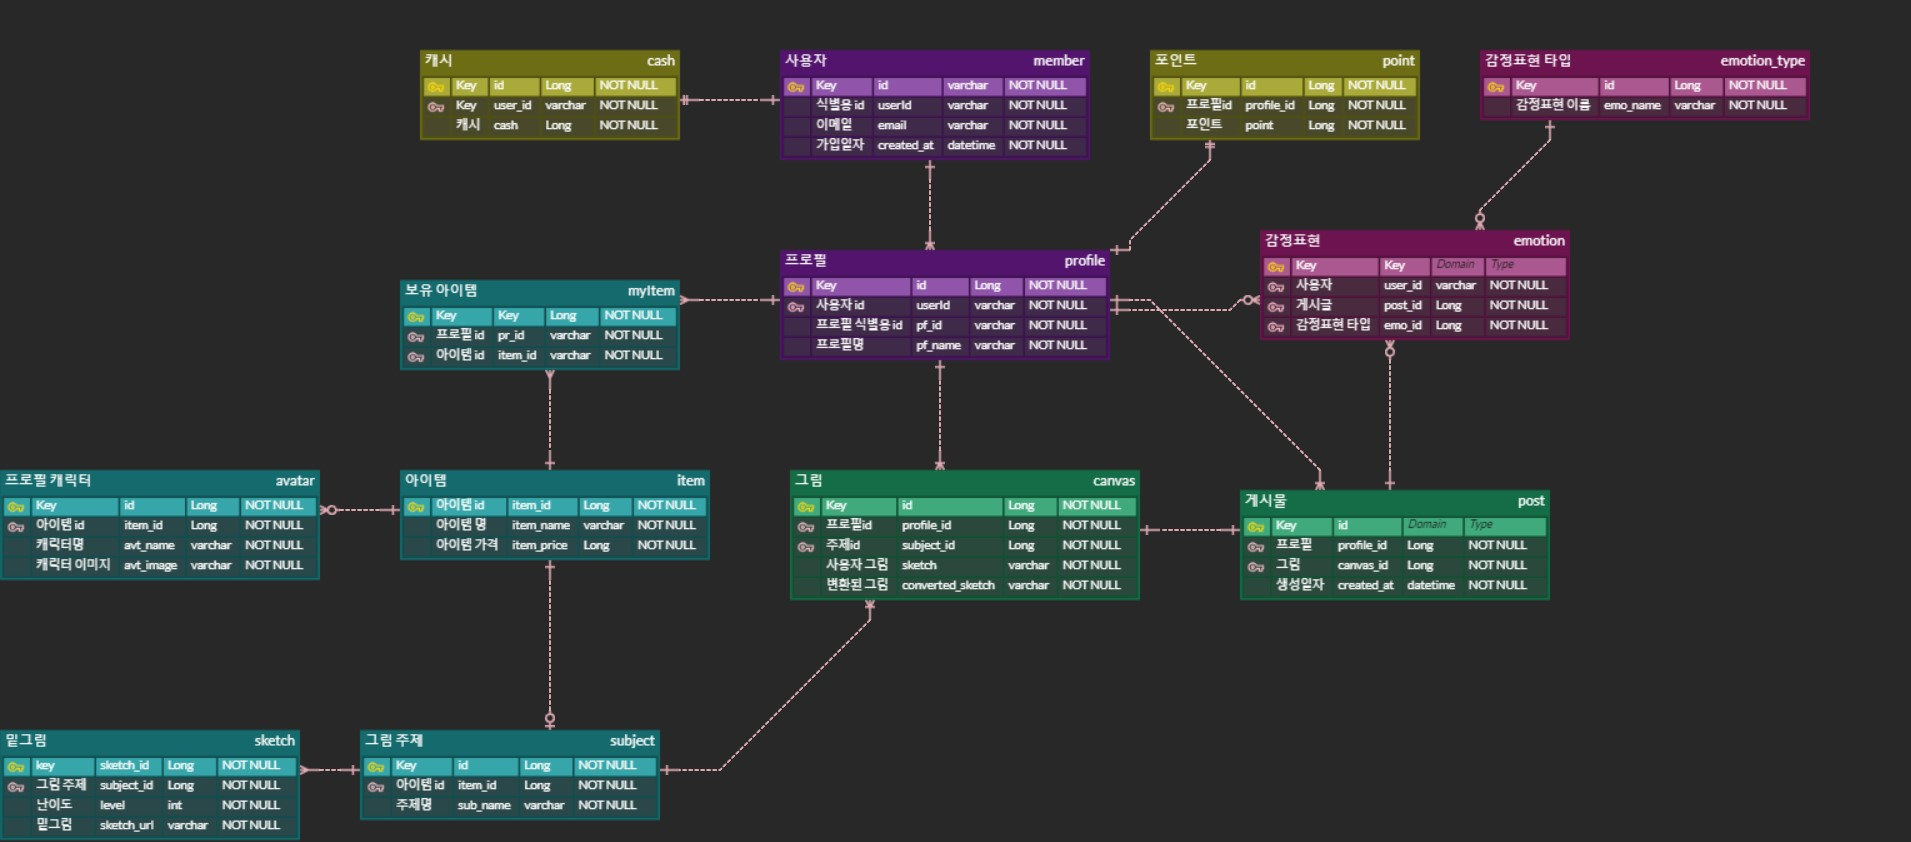 캐시 cash
Key id Long NOT NULL
Key user_id varchar NOT NULL
캐시 cash Long NOT NULL
사용자 member
Key id varchar NOT NULL
식별용 id userId varchar NOT NULL
이메일 email varchar NOT NULL
가입일자 created_at datetime NOT NULL
포인트 point
Key id Long NOT NULL
프로필id profile_id Long NOT NULL
포인트 point Long NOT NULL
감정표현 타입 emotion_type
Key id Long NOT NULL
감정표현 이름 emo_name varchar NOT NULL
프로필 profile
Key id Long NOT NULL
사용자 id userId varchar NOT NULL
프로필 식별용 id pf_id varchar NOT NULL
프로필명 pf_name varchar NOT NULL
감정표현 emotion
Key Key Domain Type
사용자 user_id varchar NOT NULL
게시글 post_id Long NOT NULL
감정표현 타입 emo_id Long NOT NULL
보유 아이템 myItem
Key Key Long NOT NULL
프로필 id pr_id varchar NOT NULL
아이템 id item_id varchar NOT NULL
프로필 캐릭터 avatar
Key id Long NOT NULL
아이템 id item_id Long NOT NULL
캐릭터명 avt_name varchar NOT NULL
캐릭터 이미지 avt_image varchar NOT NULL
아이템 item
아이템 id item_id Long NOT NULL
아이템 명 item_name varchar NOT NULL
아이템 가격 item_price Long NOT NULL
그림 canvas
Key id Long NOT NULL
프로필id profile_id Long NOT NULL
주제id subject_id Long NOT NULL
사용자 그림 sketch varchar NOT NULL
변환된 그림 converted_sketch varchar NOT NULL
게시물 post
Key id Domain Type
프로필 profile_id Long NOT NULL
그림 canvas_id Long NOT NULL
생성일자 created_at datetime NOT NULL
밑그림 sketch
key sketch_id Long NOT NULL
그림 주제 subject_id Long NOT NULL
난이도 level int NOT NULL
밑그림 sketch_url varchar NOT NULL
그림 주제 subject
Key id Long NOT NULL
아이템 id item_id Long NOT NULL
주제명 sub_name varchar NOT NULL